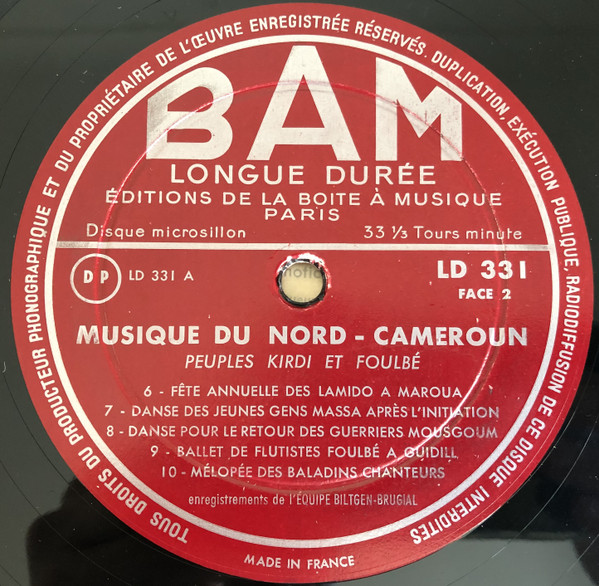 TOUS DROITS DU PRODUCTEUR PHONOGRAPHIQUE ET DU PROPRIÉTAIRE DE L'ŒUVRE ENREGISTRÉE RÉSERVÉS. DUPLICATION, EXÉCUTION PUBLIQUE, RADIODIFFUSION DE CE DISQUE INTERDITES
BAM
LONGUE DURÉE
ÉDITIONS DE LA BOITE À MUSIQUE
PARIS
Disque microsillon 33 ⅓ Tours minute
DP LD 331 A LD 331
FACE 2
MUSIQUE DU NORD - CAMEROUN
PEUPLES KIRDI ET FOULBÉ
6 - FÊTE ANNUELLE DES LAMIDO A MAROUA
7 - DANSE DES JEUNES GENS MASSA APRÈS L'INITIATION
8 - DANSE POUR LE RETOUR DES GUERRIERS MOUSGOUM
9 - BALLET DE FLUTISTES FOULBÉ A GUIDILL
10 - MÉLOPÉE DES BALADINS CHANTEURS
enregistrements de l'ÉQUIPE BILTGEN-BRUGIAL
MADE IN FRANCE